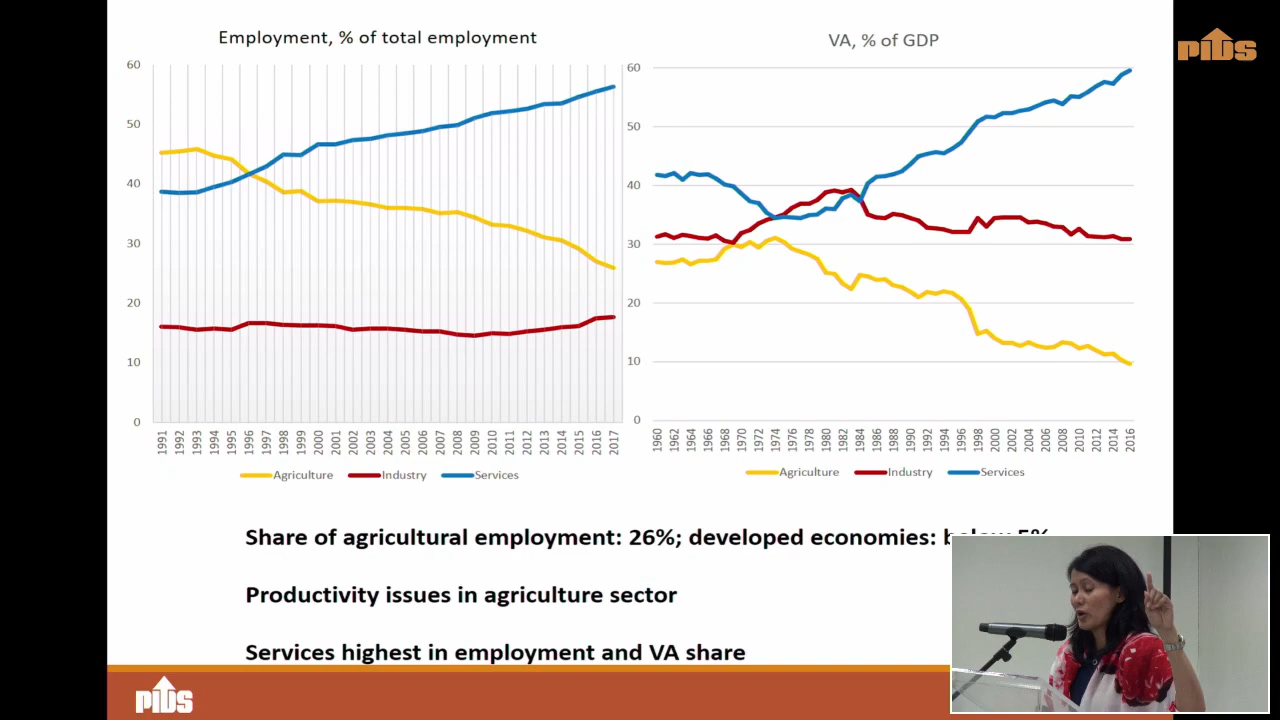 Employment, % of total employment
60
50
40
30
20
10
0
1991 1992 1993 1994 1995 1996 1997 1998 1999 2000 2001 2002 2003 2004 2005 2006 2007 2008 2009 2010 2011 2012 2013 2014 2015 2016 2017
Agriculture Industry Services
VA, % of GDP
60
50
40
30
20
10
0
1960 1962 1964 1966 1968 1970 1972 1974 1976 1978 1980 1982 1984 1986 1988 1990 1992 1994 1996 1998 2000 2002 2004 2006 2008 2010 2012 2014 2016
Agriculture Industry Services
PIDS
Share of agricultural employment: 26%; developed economies: below 5%
Productivity issues in agriculture sector
Services highest in employment and VA share
PIDS